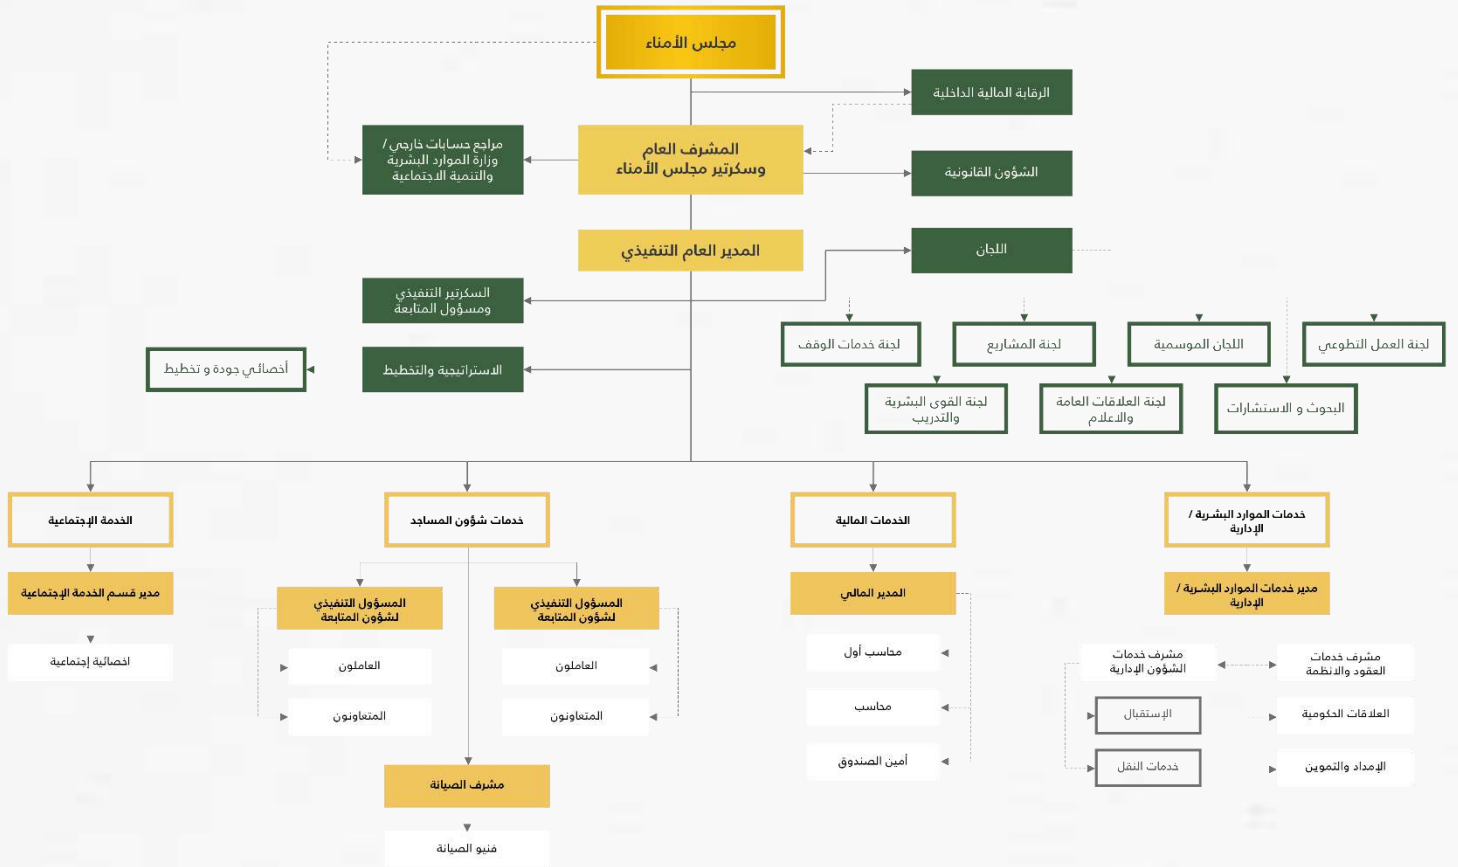 مجلس الأمناء
الرقابة المالية الداخلية
المشرف العام
وسكرتير مجلس الأمناء
مراجع حسابات خارجي /
وزارة الموارد البشرية
والتنمية الاجتماعية
الشؤون القانونية
المدير العام التنفيذي
اللجان
السكرتير التنفيذي
ومسؤول المتابعة
لجنة العمل التطوعي
اللجان الموسمية
لجنة المشاريع
لجنة خدمات الوقف
الاستراتيجية والتخطيط
أخصائي جودة و تخطيط
البحوث و الاستشارات
لجنة العلاقات العامة
والاعلام
لجنة القوى البشرية
والتدريب
خدمات الموارد البشرية /
الإدارية
الخدمات المالية
خدمات شؤون المساجد
الخدمة الإجتماعية
مدير خدمات الموارد البشرية /
الإدارية
المدير المالي
المسؤول التنفيذي
لشؤون المتابعة
المسؤول التنفيذي
لشؤون المتابعة
مدير قسم الخدمة الإجتماعية
مشرف خدمات
العقود والانظمة
مشرف خدمات
الشؤون الإدارية
محاسب أول
العاملون
العاملون
اخصائية إجتماعية
العلاقات الحكومية
الإستقبال
محاسب
المتعاونون
المتعاونون
الإمداد والتموين
خدمات النقل
أمين الصندوق
مشرف الصيانة
فنيو الصيانة